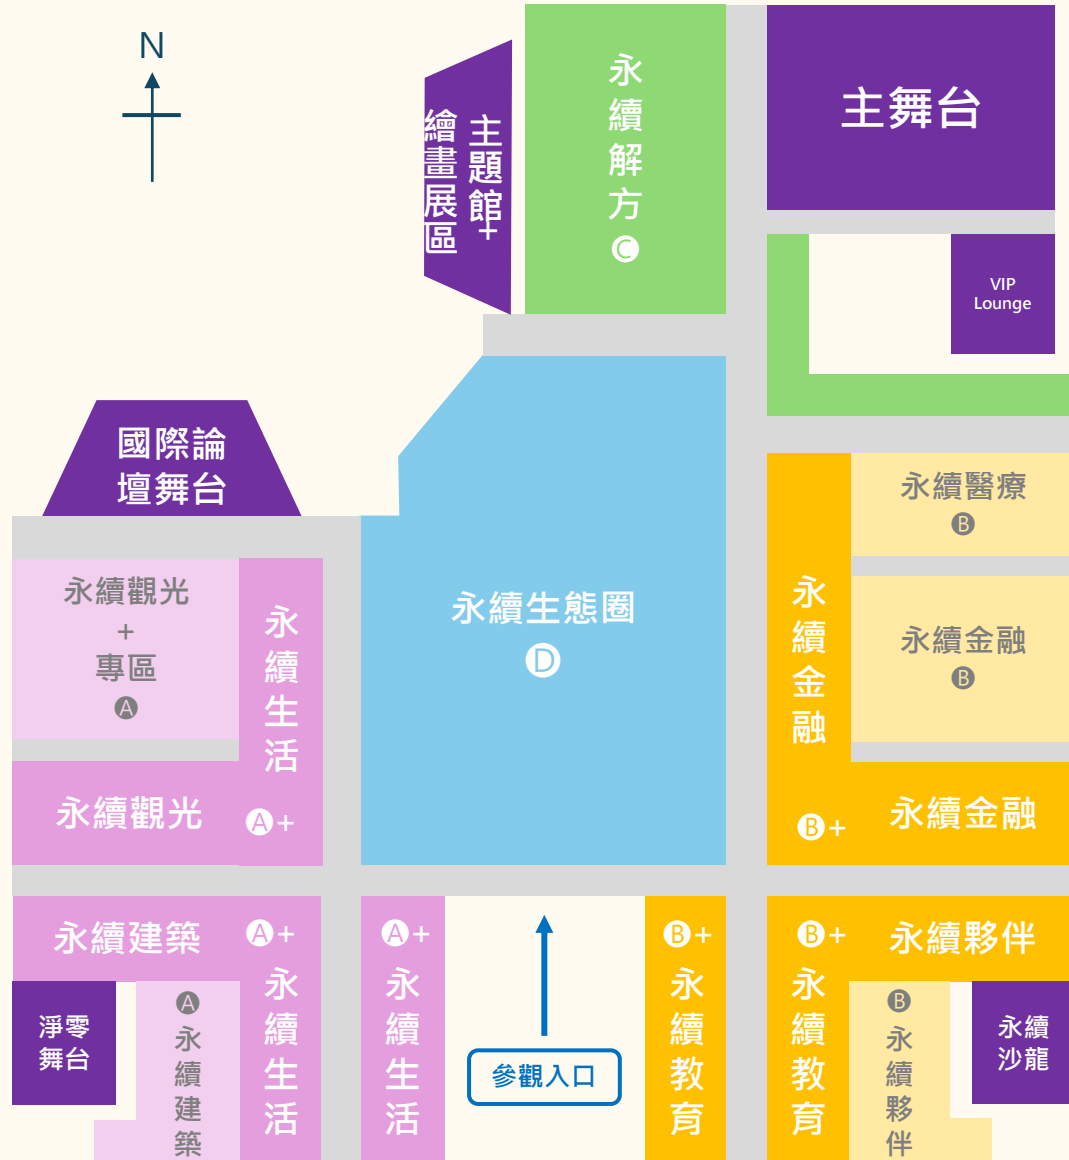 N
繪畫展區
主題館+
永續解方
C
主舞台
VIP
Lounge
國際論
壇舞台
永續生態圈
D
永續醫療
B
永續金融
B
永續金融
B+
永續金融
永續觀光
+
專區
A
永續生活
永續觀光
A+
永續建築
A+
永續生活
A+
永續生活
B+
永續教育
B+
永續教育
永續夥伴
淨零
舞台
A
永續建築
參觀入口
B
永續夥伴
永續
沙龍